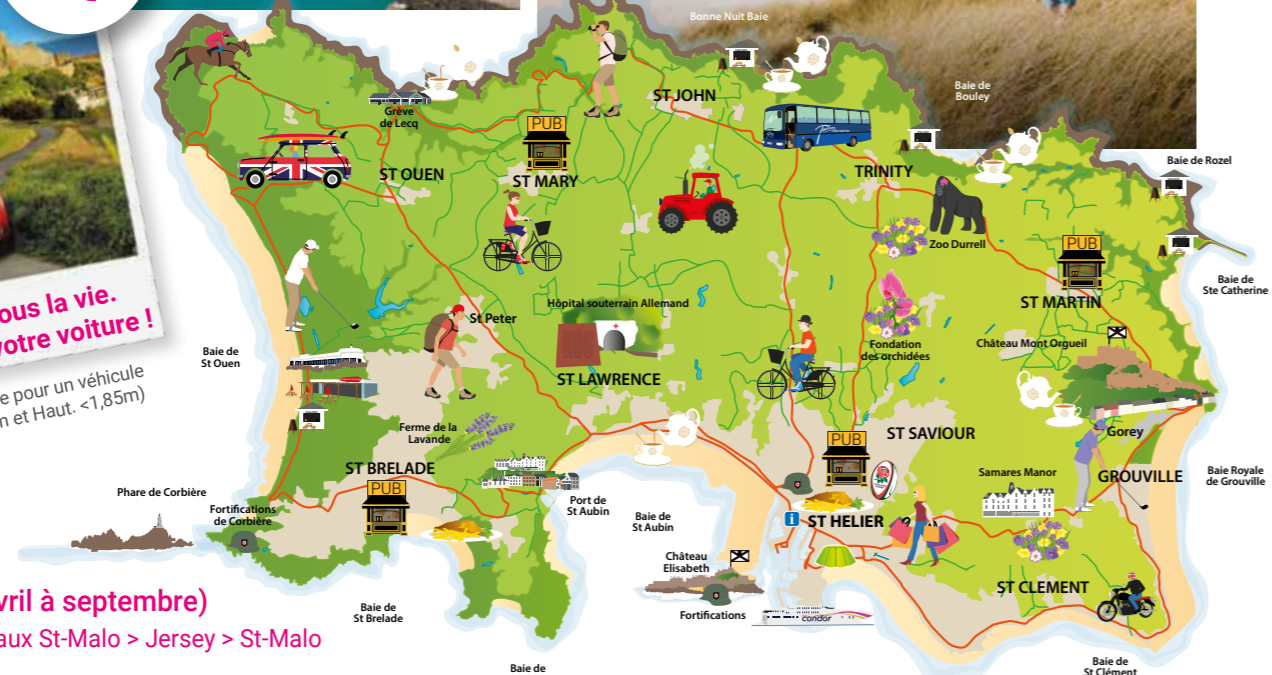 Bonne Nuit Baie
Baie de
Bouley
ST JOHN
Grève
de Lecq
PUB
Baie de Rozel
ST OUEN
ST MARY
TRINITY
Zoo Durrell
PUB
Baie de
Ste Catherine
ous la vie.
votre voiture !
ST MARTIN
Hôpital souterrain Allemand
St Peter
Fondation
des orchidées
Château Mont Orgueil
Baie de
St Ouen
pour un véhicule
et Haut. <1,85m)
ST LAWRENCE
Ferme de la
Lavande
PUB
ST SAVIOUR
Gorey
ST BRELADE
PUB
Samares Manor
GROUVILLE
Baie Royale
de Grouville
Phare de Corbière
Fortifications
de Corbière
Port de
St Aubin
Baie de
St Aubin
i
ST HELIER
Château
Elisabeth
ST CLEMENT
Fortifications
condor
vril à septembre)
aux St-Malo > Jersey > St-Malo
Baie de
St Brelade
Baie de
Baie de
St Clément